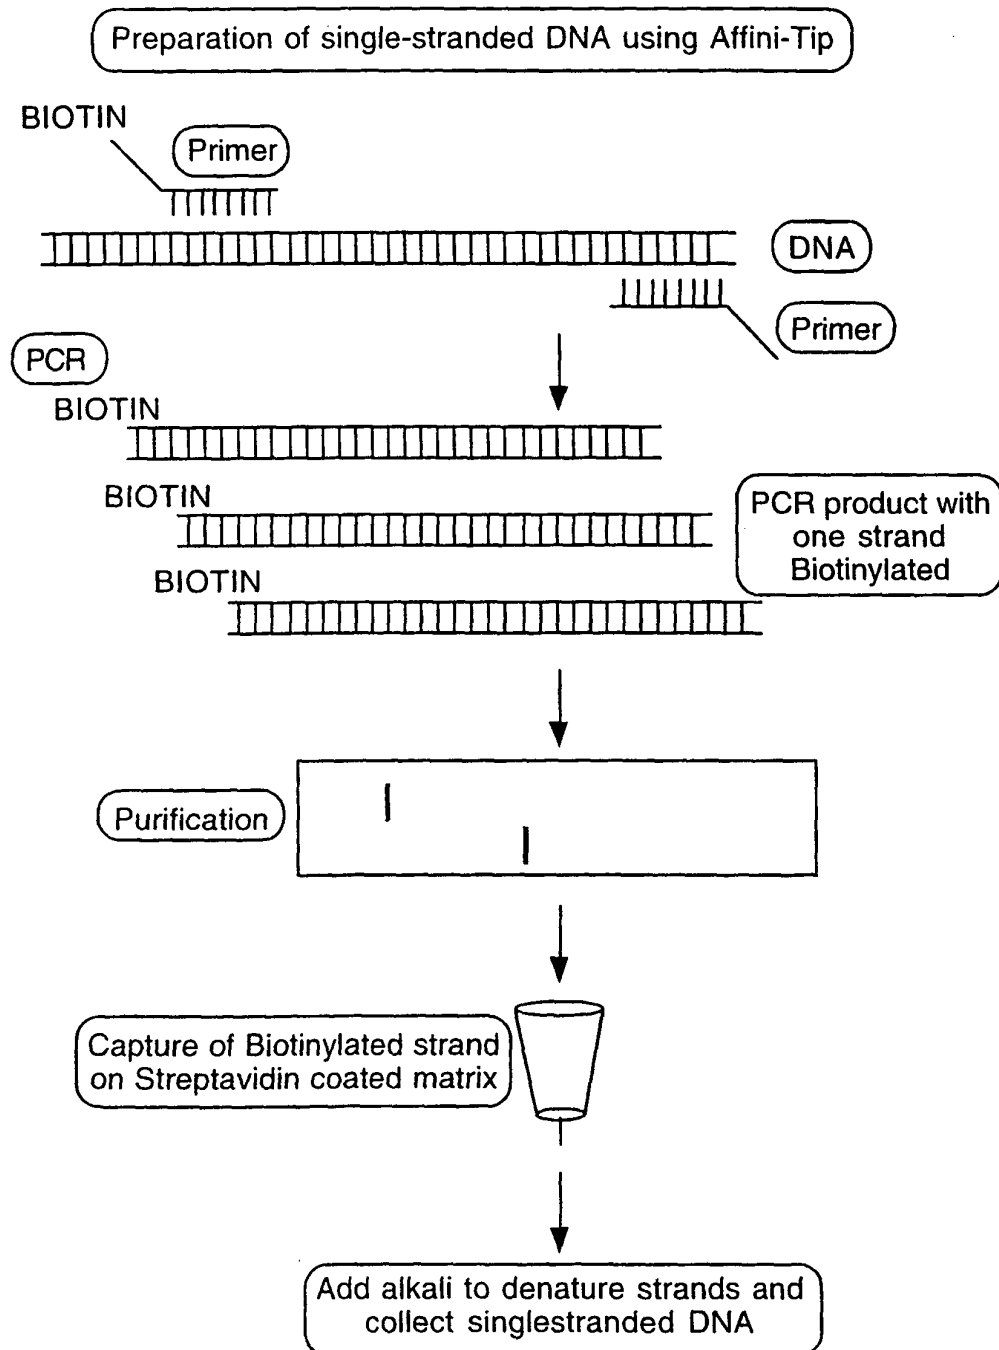 Preparation of single-stranded DNA using Affini-Tip
BIOTIN
Primer
DNA
Primer
PCR
BIOTIN
BIOTIN
PCR product with
one strand
Biotinylated
BIOTIN
Purification
Capture of Biotinylated strand
on Streptavidin coated matrix
Add alkali to denature strands and
collect singlestranded DNA